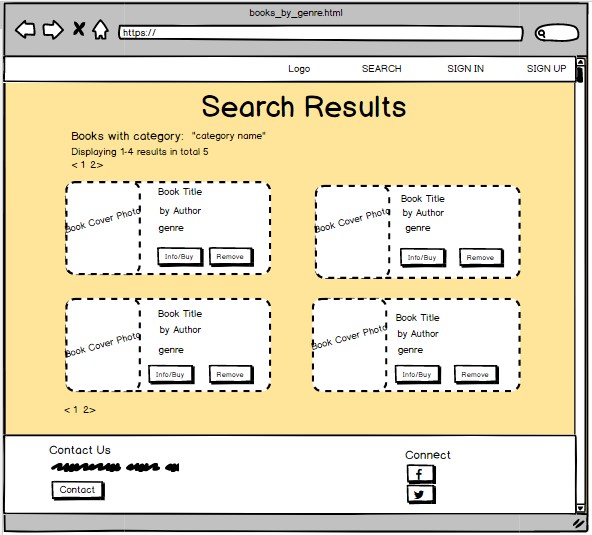 books_by_genre.html
https://
Logo SEARCH SIGN IN SIGN UP
Search Results
Books with category: "category name"
Displaying 1-4 results in total 5
< 1 2>
Book Cover Photo
Book Title
by Author
genre
Info/Buy Remove
Book Cover Photo
Book Title
by Author
genre
Info/Buy Remove
Book Cover Photo
Book Title
by Author
genre
Info/Buy Remove
Book Cover Photo
Book Title
by Author
genre
Info/Buy Remove
< 1 2>
Contact Us
Contact
Connect